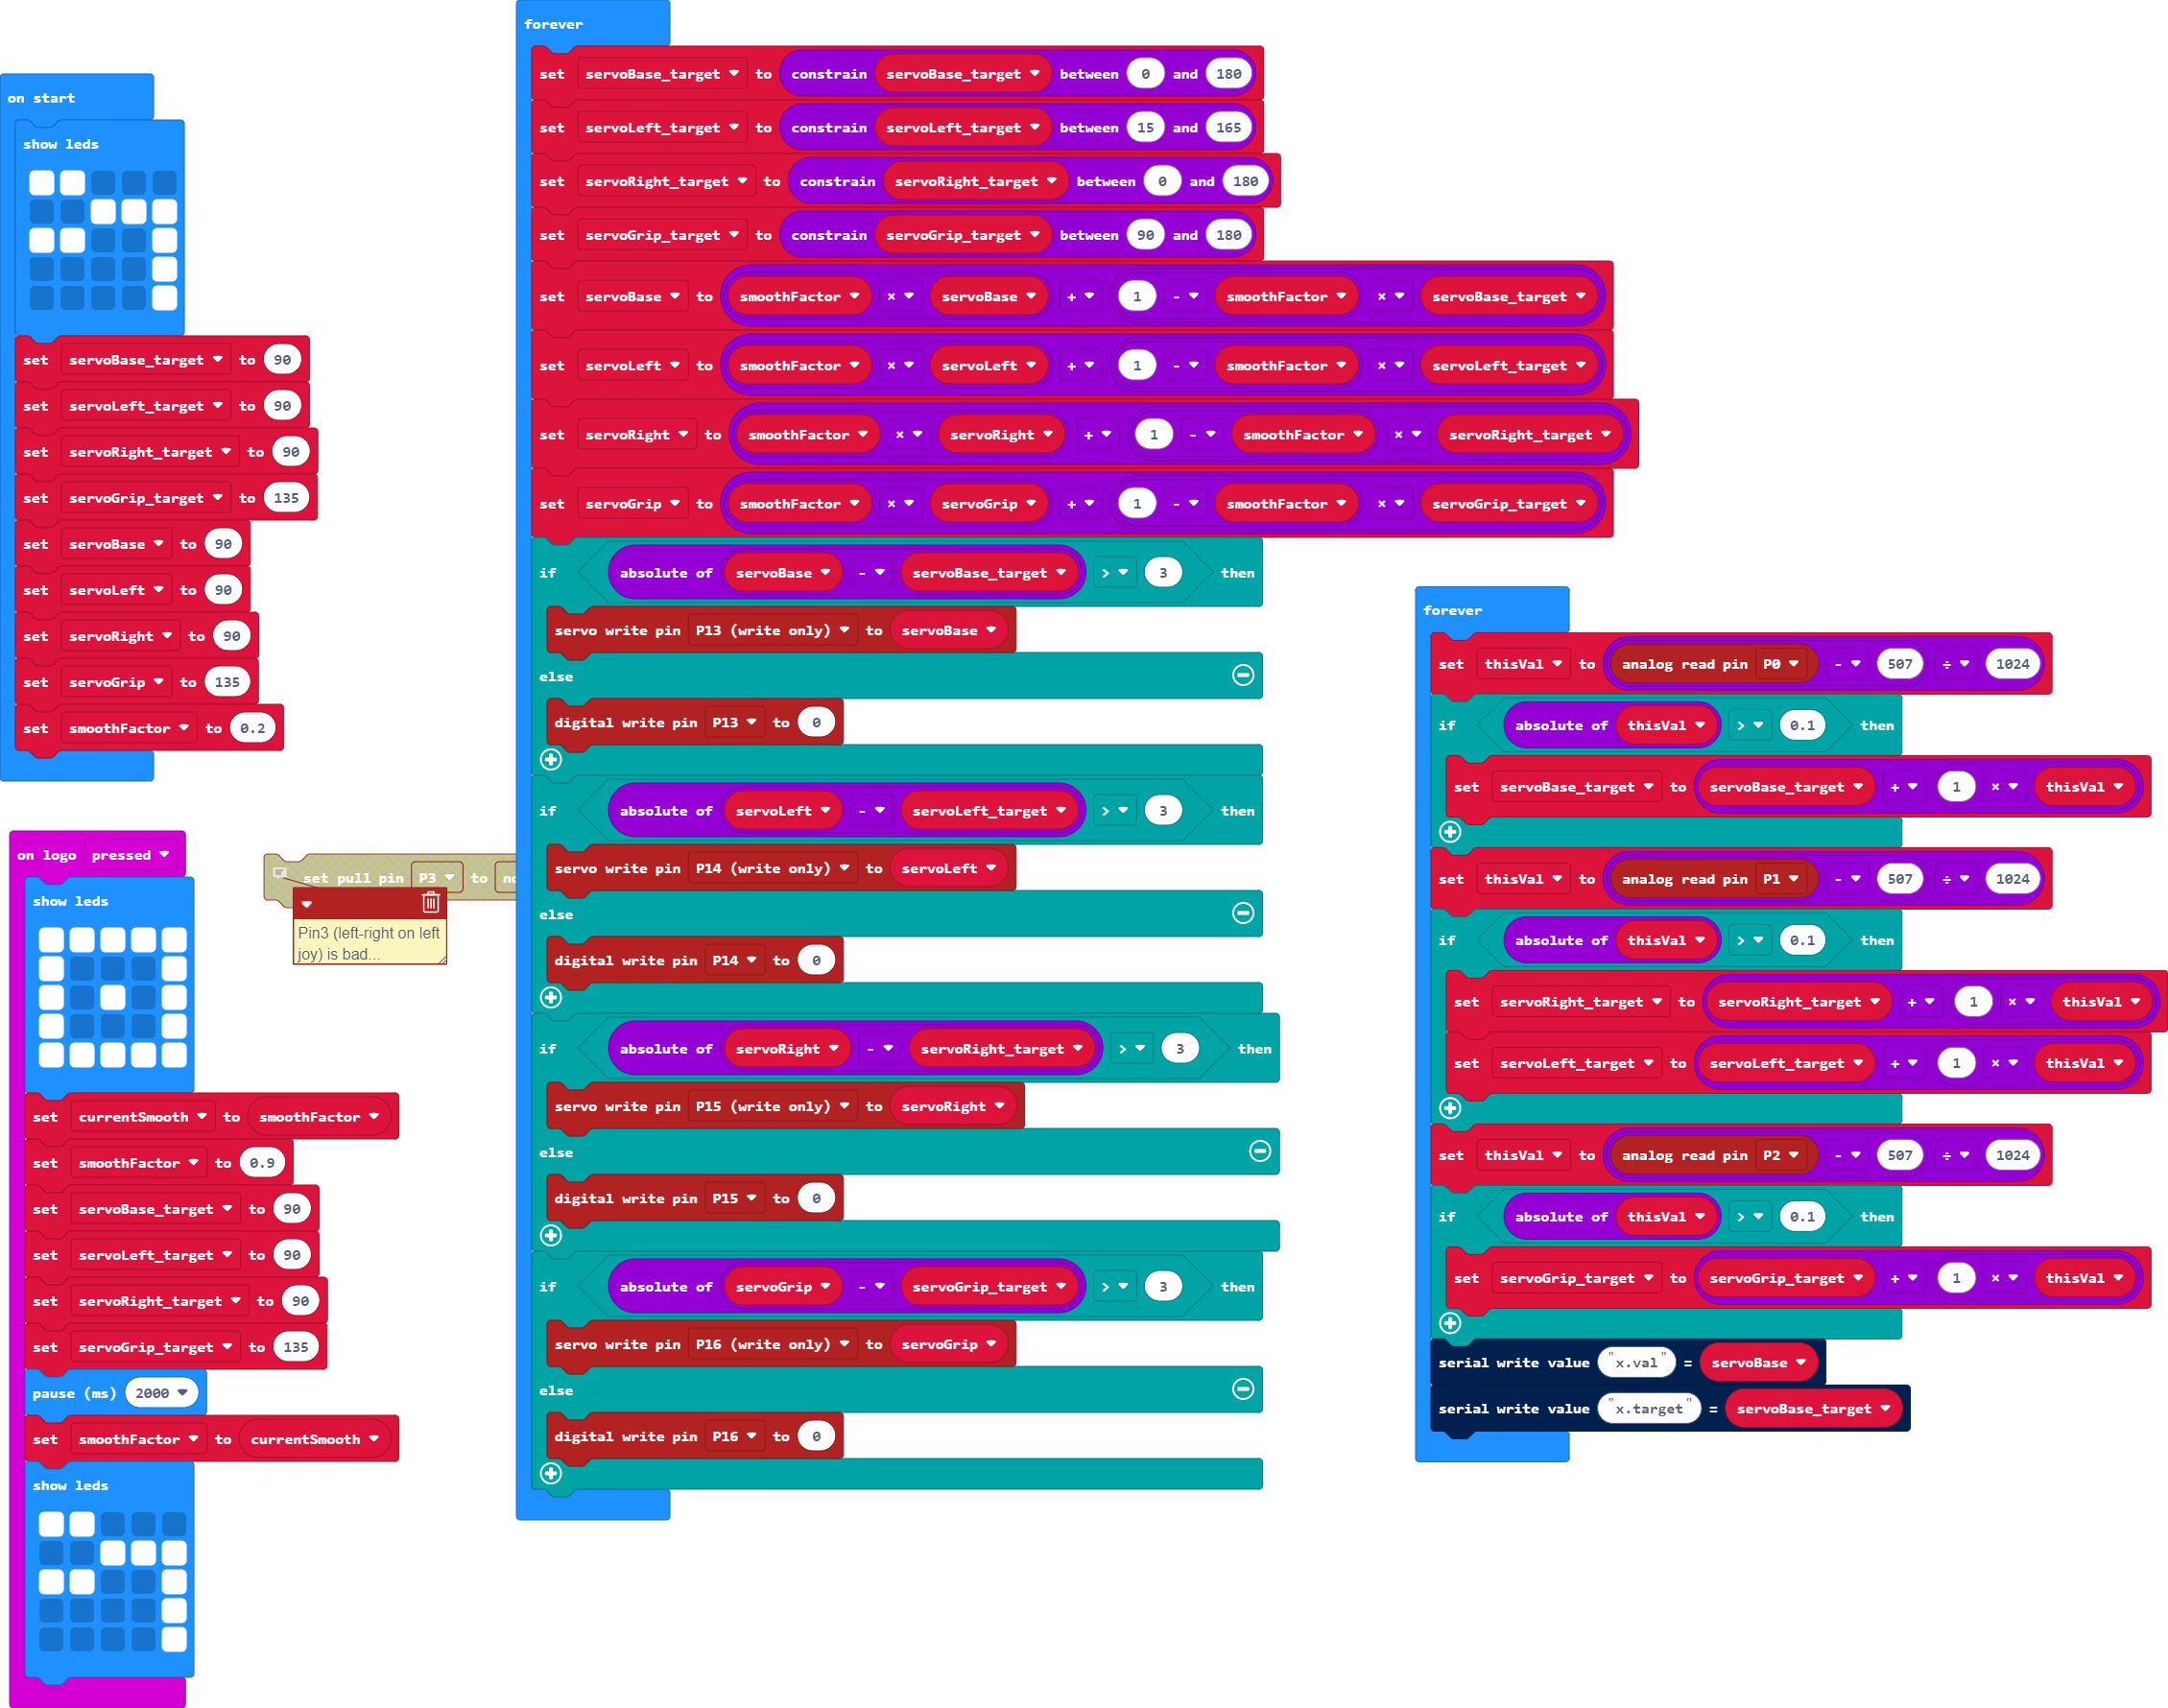 on start
show leds
set servoBase_target to 90
set servoLeft_target to 90
set servoRight_target to 90
set servoGrip_target to 135
set servoBase to 90
set servoLeft to 90
set servoRight to 90
set servoGrip to 135
set smoothFactor to 0.2
on logo pressed
show leds
set currentSmooth to smoothFactor
set smoothFactor to 0.9
set servoBase_target to 90
set servoLeft_target to 90
set servoRight_target to 90
set servoGrip_target to 135
pause (ms) 2000
set smoothFactor to currentSmooth
show leds
set pull pin P3 to
Pin3 (left-right on left
joy) is bad...
forever
set servoBase_target to constrain servoBase_target between 0 and 180
set servoLeft_target to constrain servoLeft_target between 15 and 165
set servoRight_target to constrain servoRight_target between 0 and 180
set servoGrip_target to constrain servoGrip_target between 90 and 180
set servoBase to smoothFactor × servoBase + 1 - smoothFactor × servoBase_target
set servoLeft to smoothFactor × servoLeft + 1 - smoothFactor × servoLeft_target
set servoRight to smoothFactor × servoRight + 1 - smoothFactor × servoRight_target
set servoGrip to smoothFactor × servoGrip + 1 - smoothFactor × servoGrip_target
if absolute of servoBase - servoBase_target > 3 then
servo write pin P13 (write only) to servoBase
else
digital write pin P13 to 0
if absolute of servoLeft - servoLeft_target > 3 then
servo write pin P14 (write only) to servoLeft
else
digital write pin P14 to 0
if absolute of servoRight - servoRight_target > 3 then
servo write pin P15 (write only) to servoRight
else
digital write pin P15 to 0
if absolute of servoGrip - servoGrip_target > 3 then
servo write pin P16 (write only) to servoGrip
else
digital write pin P16 to 0
forever
set thisVal to analog read pin P0 - 507 ÷ 1024
if absolute of thisVal > 0.1 then
set servoBase_target to servoBase_target + 1 × thisVal
set thisVal to analog read pin P1 - 507 ÷ 1024
if absolute of thisVal > 0.1 then
set servoRight_target to servoRight_target + 1 × thisVal
set servoLeft_target to servoLeft_target + 1 × thisVal
set thisVal to analog read pin P2 - 507 ÷ 1024
if absolute of thisVal > 0.1 then
set servoGrip_target to servoGrip_target + 1 × thisVal
serial write value "x.val" = servoBase
serial write value "x.target" = servoBase_target